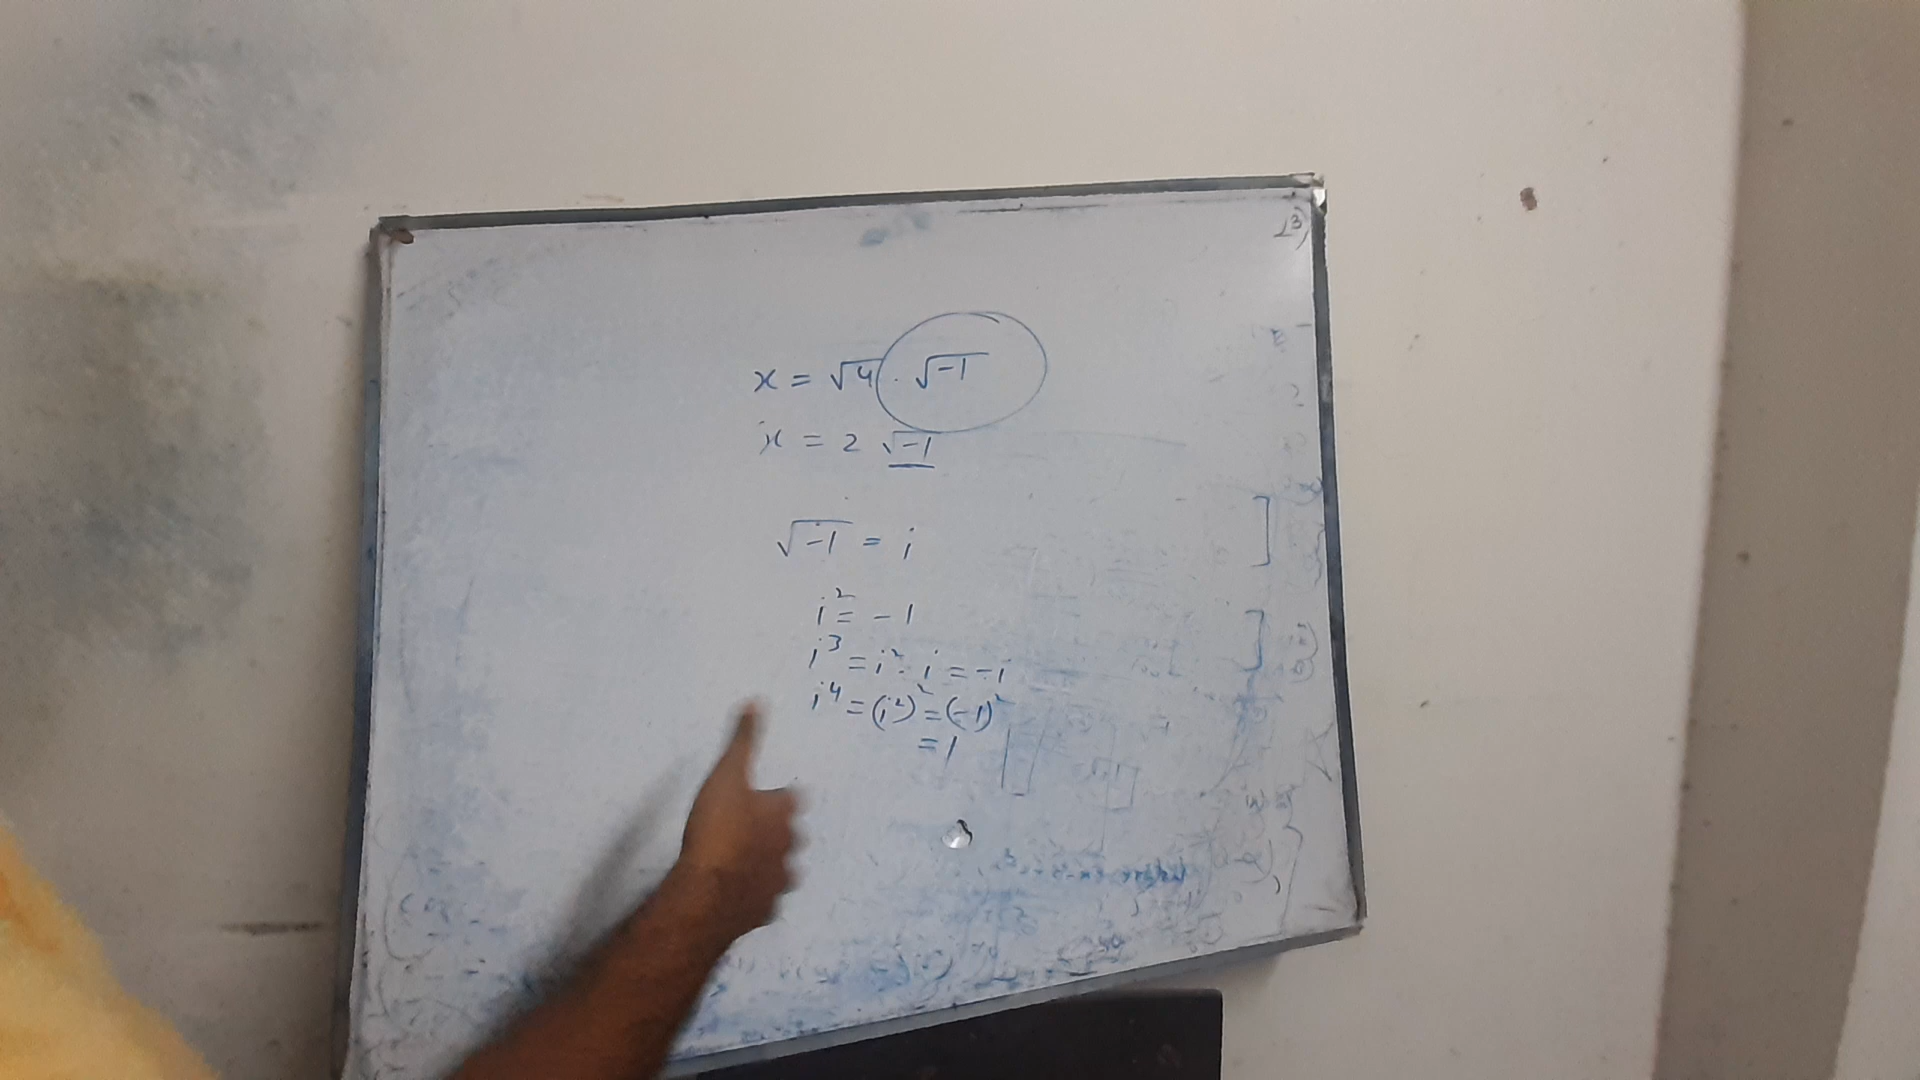 x = √4 . √-1
x = 2 √-1
√-1 = i
i² = -1
i³ = i² . i = -i
i⁴ = (i²)² = (-1)²
= 1